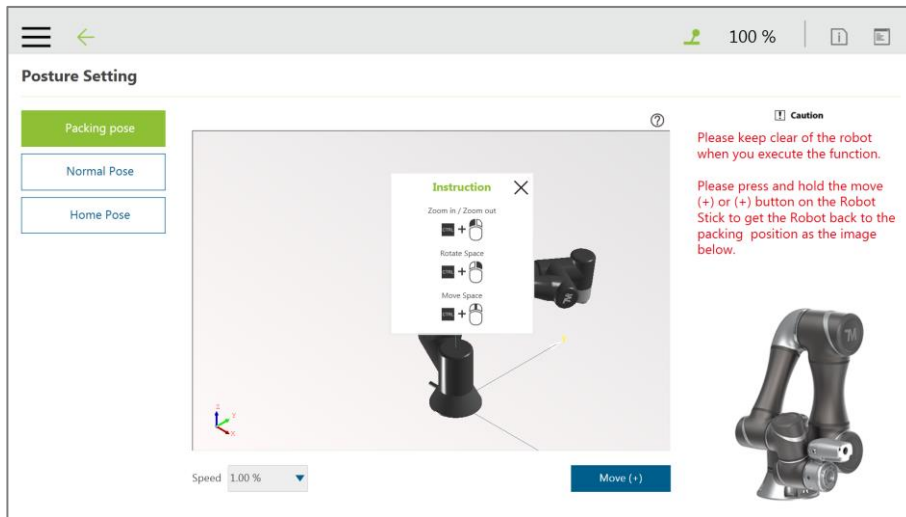 100 %
Posture Setting
Packing pose
Normal Pose
Home Pose
Instruction
Zoom in / Zoom out
CTRL +
Rotate Space
CTRL +
Move Space
CTRL +
Z
Y
X
Speed 1.00 %
Move (+)
Caution
Please keep clear of the robot
when you execute the function.
Please press and hold the move
(+) or (+) button on the Robot
Stick to get the Robot back to the
packing position as the image
below.